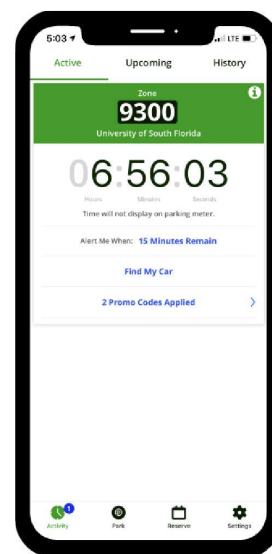 5:03
LTE
Active Upcoming History
Zone
9300
University of South Florida
06:56:03
Hours Minutes Seconds
Time will not display on parking meter.
Alert Me When: 15 Minutes Remain
Find My Car
2 Promo Codes Applied
1
Activity Park Reserve Settings